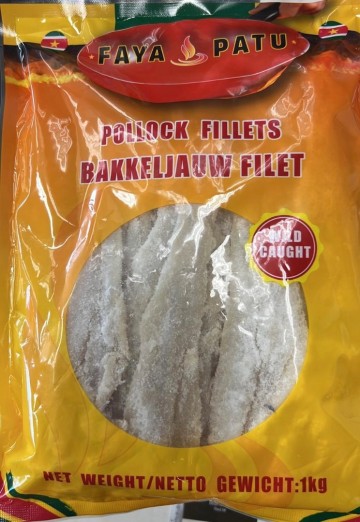 FAYA PATU
POLLOCK FILLETS
BAKKELJAUW FILET
WILD
CAUGHT
NET WEIGHT/NETTO GEWICHT:1kg